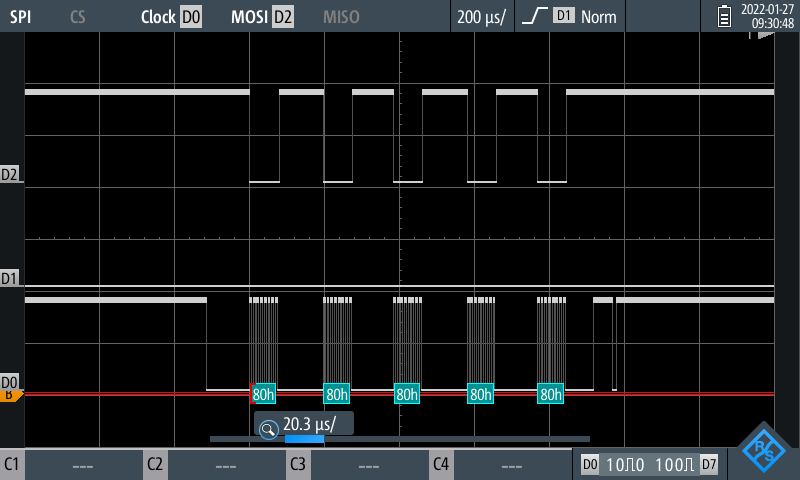 SPI CS Clock D0 MOSI D2 MISO 200 µs/ D1 Norm 2022-01-27
09:30:48
D2
D1
D0
B 80h 80h 80h 80h 80h
20.3 µs/
R&S
C1 --- C2 --- C3 --- C4 --- D0 10⎍0 100⎍ D7